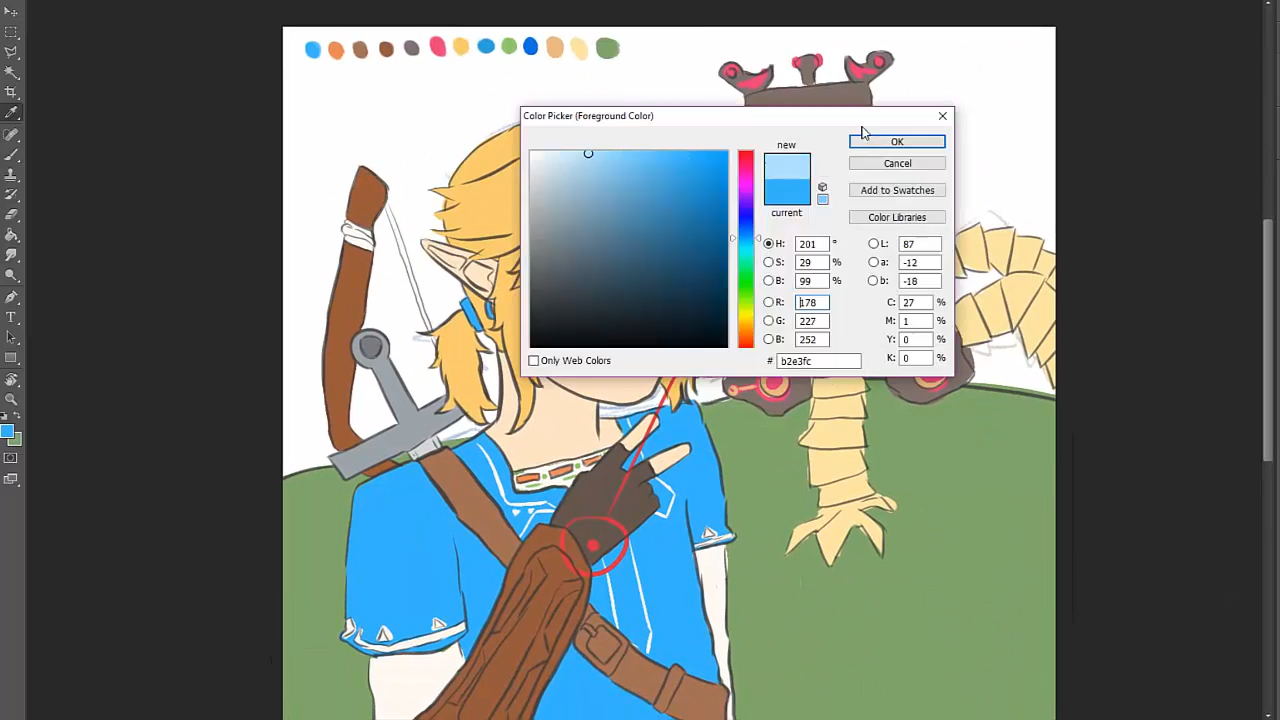 Color Picker (Foreground Color)
new
current
OK
Cancel
Add to Swatches
Color Libraries
H: 201 °
S: 29 %
B: 99 %
R: 178
G: 227
B: 252
L: 87
a: -12
b: -18
C: 27 %
M: 1 %
Y: 0 %
K: 0 %
# b2e3fc
Only Web Colors
T